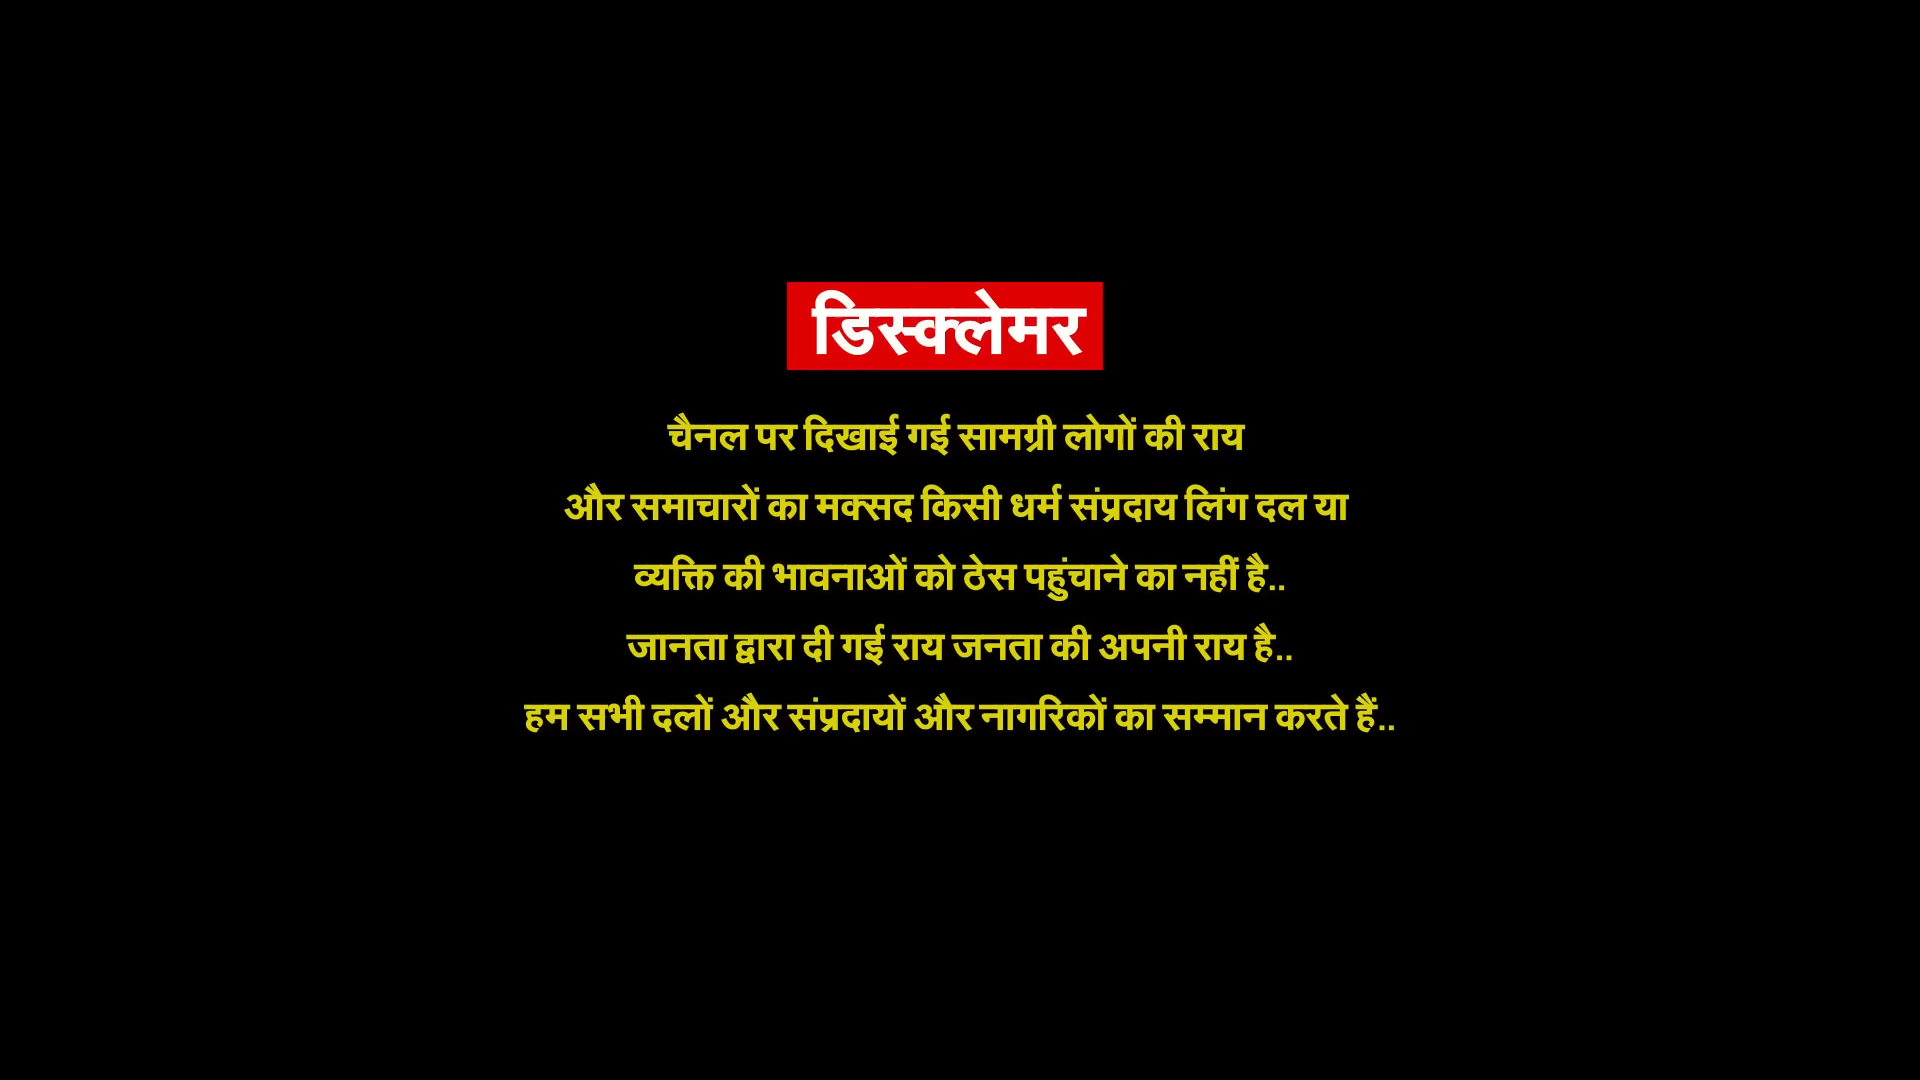 डिस्क्लेमर
चैनल पर दिखाई गई सामग्री लोगों की राय
और समाचारों का मक्सद किसी धर्म संप्रदाय लिंग दल या
व्यक्ति की भावनाओं को ठेस पहुंचाने का नहीं है..
जानता द्वारा दी गई राय जनता की अपनी राय है..
हम सभी दलों और संप्रदायों और नागरिकों का सम्मान करते हैं..